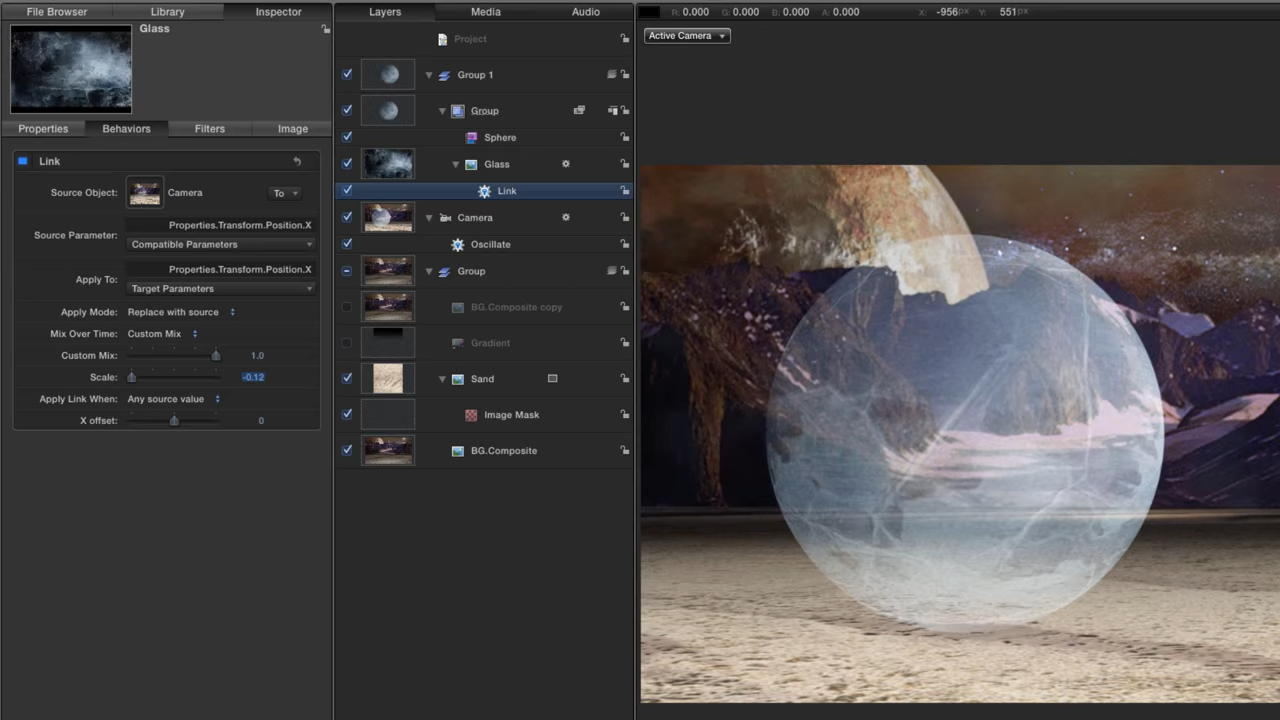 File Browser Library Inspector
Glass
Properties Behaviors Filters Image
Link
Source Object: Camera To
Properties.Transform.Position.X
Source Parameter:
Compatible Parameters
Properties.Transform.Position.X
Apply To:
Target Parameters
Apply Mode: Replace with source
Mix Over Time: Custom Mix
Custom Mix: 1.0
Scale: -0.12
Apply Link When: Any source value
X offset: 0
Layers Media Audio
Project
Group 1
Group
Sphere
Glass
Link
Camera
Oscillate
Group
BG.Composite copy
Gradient
Sand
Image Mask
BG.Composite
R: 0.000 G: 0.000 B: 0.000 A: 0.000 X: -956px Y: 551px
Active Camera